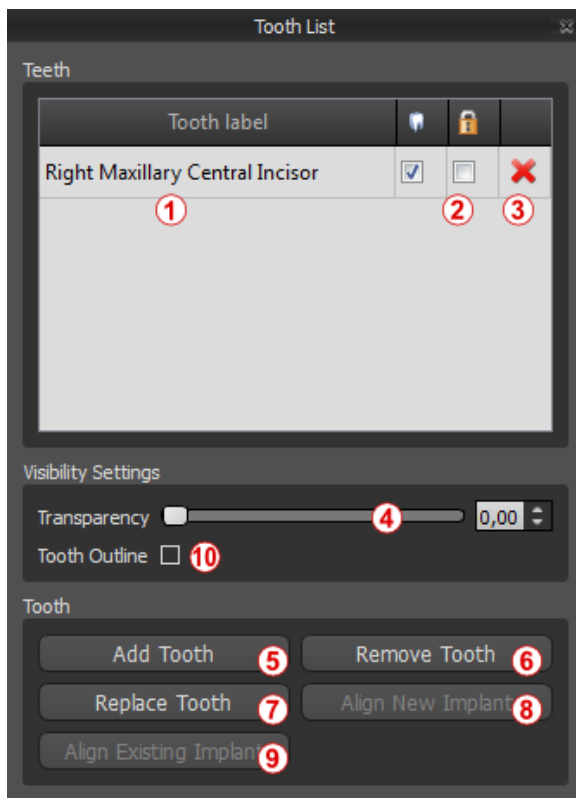 Tooth List
Teeth
Tooth label
Right Maxillary Central Incisor
1 2 3
Visibility Settings
Transparency 4 0,00
Tooth Outline 10
Tooth
Add Tooth 5 Remove Tooth 6
Replace Tooth 7 Align New Implant 8
Align Existing Implant 9